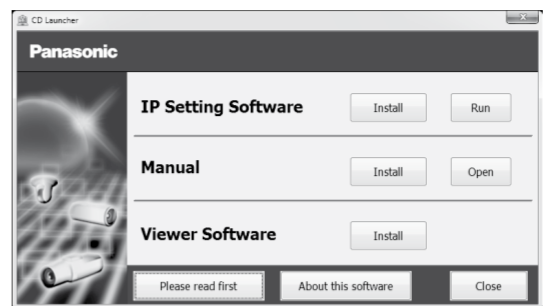 CD Launcher
Panasonic
IP Setting Software Install Run
Manual Install Open
Viewer Software Install
Please read first About this software Close